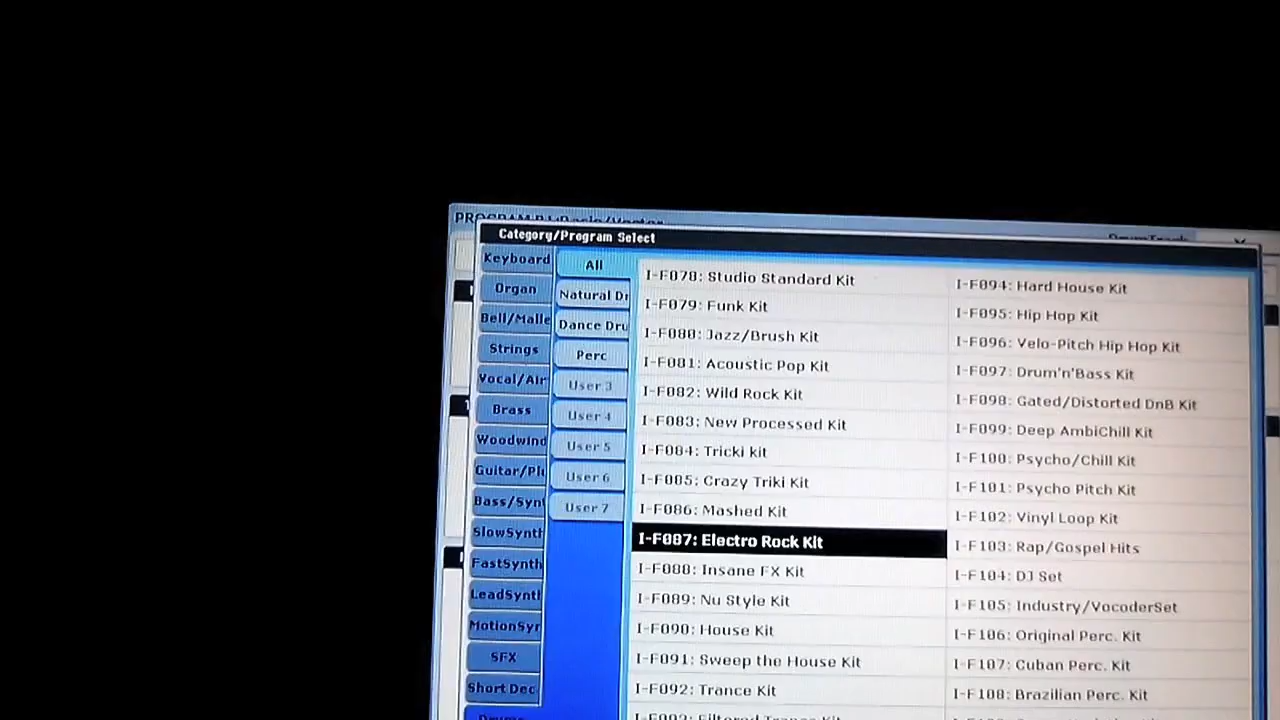 DrumTrack
Category/Program Select
Keyboard
Organ
Bell/Malle
Strings
Vocal/Air
Brass
Woodwind
Guitar/Plu
Bass/Syn
SlowSynth
FastSynth
LeadSynth
MotionSyn
SFX
Short Dec
Drums
All
Natural Dr
Dance Dru
Perc
User 3
User 4
User 5
User 6
User 7
I-F078: Studio Standard Kit
I-F079: Funk Kit
I-F080: Jazz/Brush Kit
I-F081: Acoustic Pop Kit
I-F082: Wild Rock Kit
I-F083: New Processed Kit
I-F084: Tricki kit
I-F085: Crazy Triki Kit
I-F086: Mashed Kit
I-F087: Electro Rock Kit
I-F088: Insane FX Kit
I-F089: Nu Style Kit
I-F090: House Kit
I-F091: Sweep the House Kit
I-F092: Trance Kit
I-F093: Filtered Trance Kit
I-F094: Hard House Kit
I-F095: Hip Hop Kit
I-F096: Velo-Pitch Hip Hop Kit
I-F097: Drum'n'Bass Kit
I-F098: Gated/Distorted DnB Kit
I-F099: Deep AmbiChill Kit
I-F100: Psycho/Chill Kit
I-F101: Psycho Pitch Kit
I-F102: Vinyl Loop Kit
I-F103: Rap/Gospel Hits
I-F104: DJ Set
I-F105: Industry/VocoderSet
I-F106: Original Perc. Kit
I-F107: Cuban Perc. Kit
I-F108: Brazilian Perc. Kit